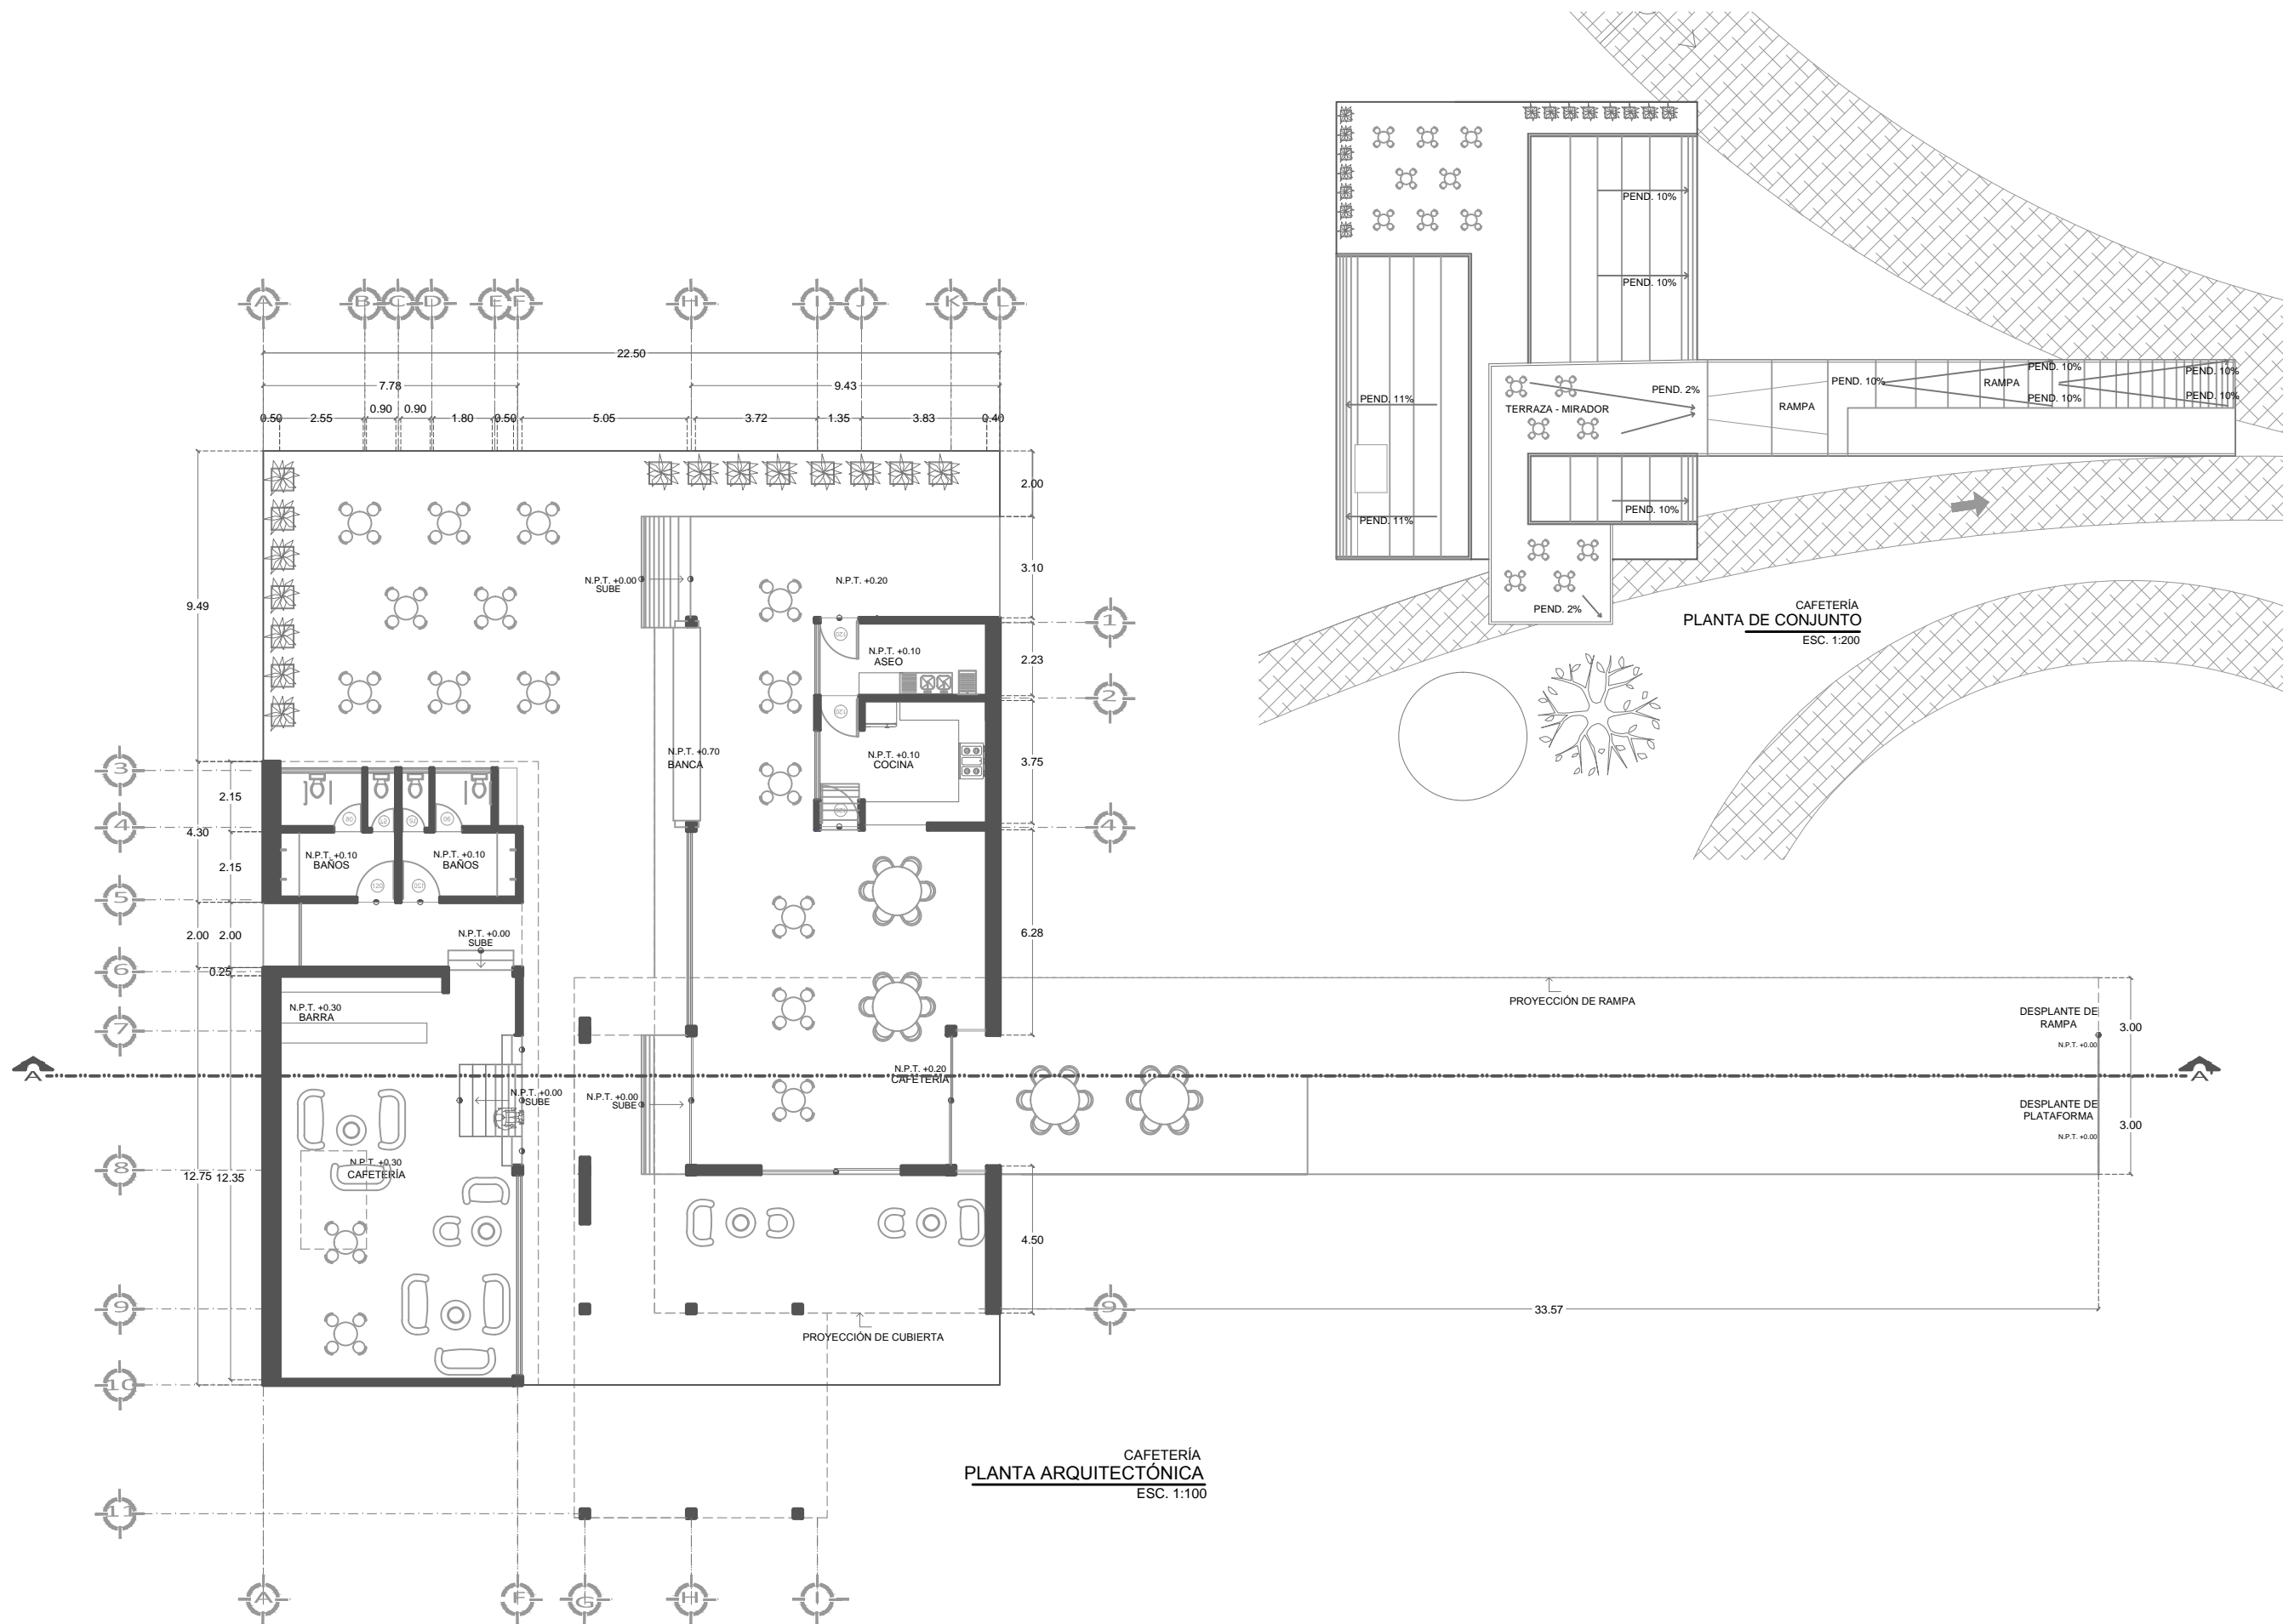 PEND. 10%
PEND. 10%
PEND. 11%
PEND. 11%
TERRAZA - MIRADOR
PEND. 2%
RAMPA
PEND. 10%
RAMPA
PEND. 10%
PEND. 10%
PEND. 10%
PEND. 10%
PEND. 10%
PEND. 2%
CAFETERÍA
PLANTA DE CONJUNTO
ESC. 1:200
A B C D E F H I J K L
22.50
7.78 9.43
0.50 2.55 0.90 0.90 1.80 0.50 5.05 3.72 1.35 3.83 0.40
2.00
3.10
2.23
3.75
6.28
4.50
1
2
4
9
9.49
2.15
4.30
2.15
2.00 2.00
0.25
12.75 12.35
3
4
5
6
7
8
9
10
11
N.P.T. +0.00
SUBE
N.P.T. +0.20
N.P.T. +0.10
ASEO
120
N.P.T. +0.70
BANCA
120
N.P.T. +0.10
COCINA
N.P.T. +0.10
BAÑOS
N.P.T. +0.10
BAÑOS
120
N.P.T. +0.00
SUBE
N.P.T. +0.30
BARRA
N.P.T. +0.00
SUBE
N.P.T. +0.00
SUBE
N.P.T. +0.20
CAFETERÍA
N.P.T. +0.30
CAFETERÍA
PROYECCIÓN DE RAMPA
DESPLANTE DE
RAMPA
N.P.T. +0.00
DESPLANTE DE
PLATAFORMA
N.P.T. +0.00
3.00
3.00
33.57
A
A'
PROYECCIÓN DE CUBIERTA
CAFETERÍA
PLANTA ARQUITECTÓNICA
ESC. 1:100
A F G H I